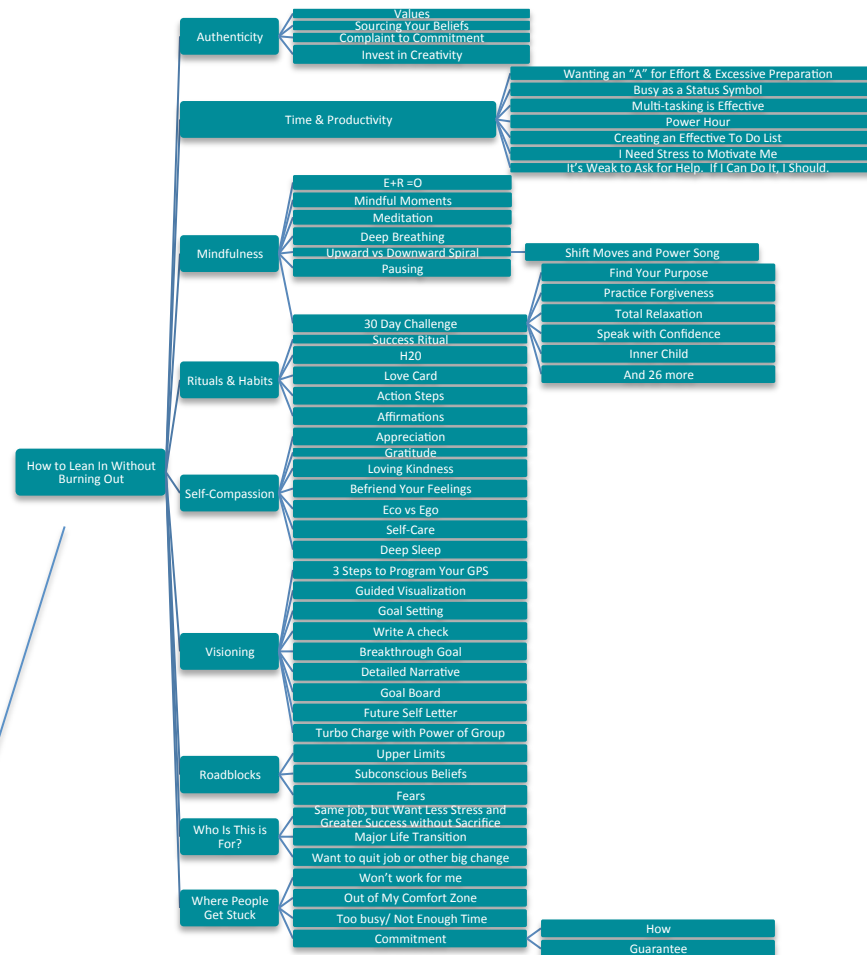 Values
Sourcing Your Beliefs
Authenticity
Complaint to Commitment
Invest in Creativity
Wanting an “A” for Effort & Excessive Preparation
Busy as a Status Symbol
Multi-tasking is Effective
Time & Productivity
Power Hour
Creating an Effective To Do List
I Need Stress to Motivate Me
It’s Weak to Ask for Help. If I Can Do It, I Should.
E+R =O
Mindful Moments
Meditation
Deep Breathing
Mindfulness
Upward vs Downward Spiral
Shift Moves and Power Song
Pausing
30 Day Challenge
Find Your Purpose
Practice Forgiveness
Total Relaxation
Speak with Confidence
Inner Child
And 26 more
Success Ritual
H20
Rituals & Habits
Love Card
Action Steps
Affirmations
How to Lean In Without
Burning Out
Appreciation
Gratitude
Loving Kindness
Self-Compassion
Befriend Your Feelings
Eco vs Ego
Self-Care
Deep Sleep
3 Steps to Program Your GPS
Guided Visualization
Goal Setting
Write A check
Visioning
Breakthrough Goal
Detailed Narrative
Goal Board
Future Self Letter
Turbo Charge with Power of Group
Upper Limits
Roadblocks
Subconscious Beliefs
Fears
Who Is This is
For?
Same job, but Want Less Stress and
Greater Success without Sacrifice
Major Life Transition
Want to quit job or other big change
Where People
Get Stuck
Won’t work for me
Out of My Comfort Zone
Too busy/ Not Enough Time
Commitment
How
Guarantee